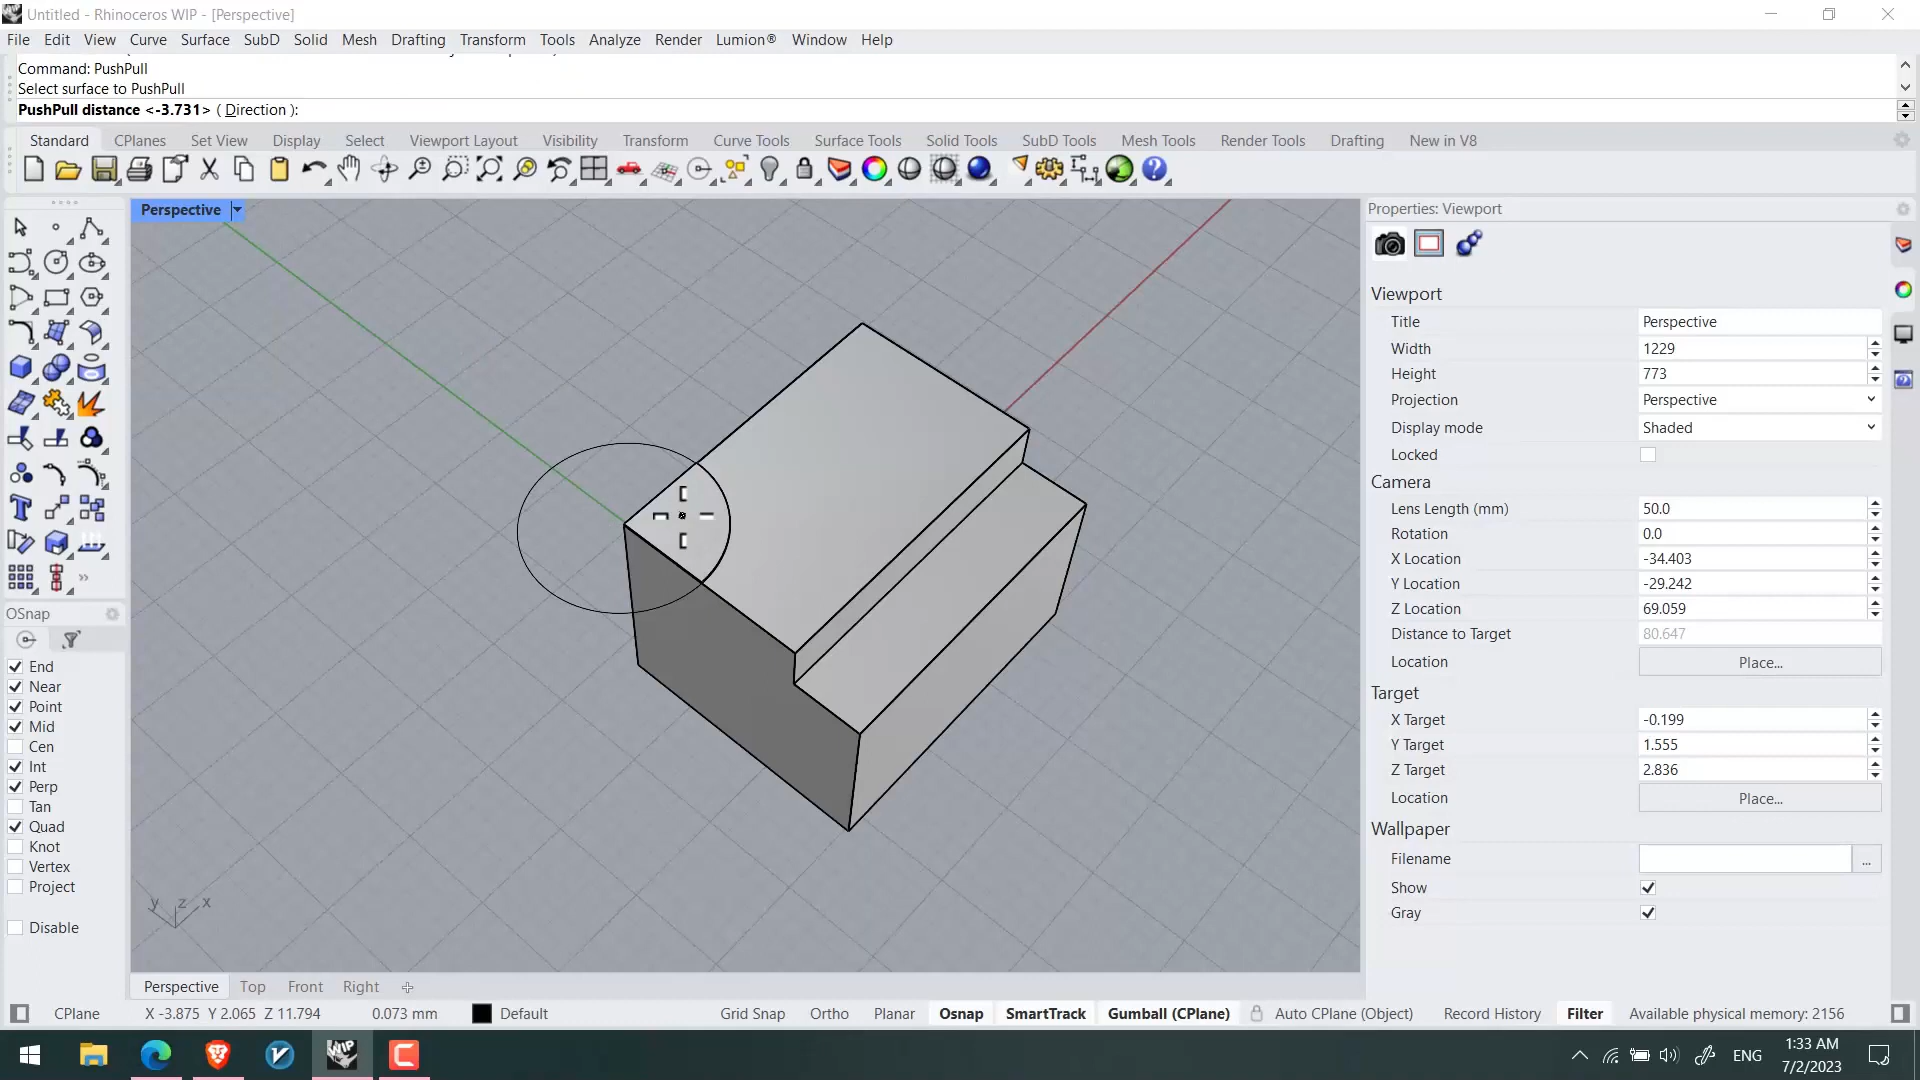 Untitled - Rhinoceros WIP - [Perspective]
File Edit View Curve Surface SubD Solid Mesh Drafting Transform Tools Analyze Render Lumion® Window Help
Command: PushPull
Select surface to PushPull
PushPull distance <-3.731> ( Direction ):
Standard CPlanes Set View Display Select Viewport Layout Visibility Transform Curve Tools Surface Tools Solid Tools SubD Tools Mesh Tools Render Tools Drafting New in V8
Perspective
Properties: Viewport
Viewport
Title Perspective
Width 1229
Height 773
Projection Perspective
Display mode Shaded
Locked
Camera
Lens Length (mm) 50.0
Rotation 0.0
X Location -34.403
Y Location -29.242
Z Location 69.059
Distance to Target 80.647
Location Place...
Target
X Target -0.199
Y Target 1.555
Z Target 2.836
Location Place...
Wallpaper
Filename ...
Show
Gray
OSnap
End
Near
Point
Mid
Cen
Int
Perp
Tan
Quad
Knot
Vertex
Project
Disable
y z x
Perspective Top Front Right
CPlane X -3.875 Y 2.065 Z 11.794 0.073 mm Default Grid Snap Ortho Planar Osnap SmartTrack Gumball (CPlane) Auto CPlane (Object) Record History Filter Available physical memory: 2156
WIP
ENG
1:33 AM
7/2/2023